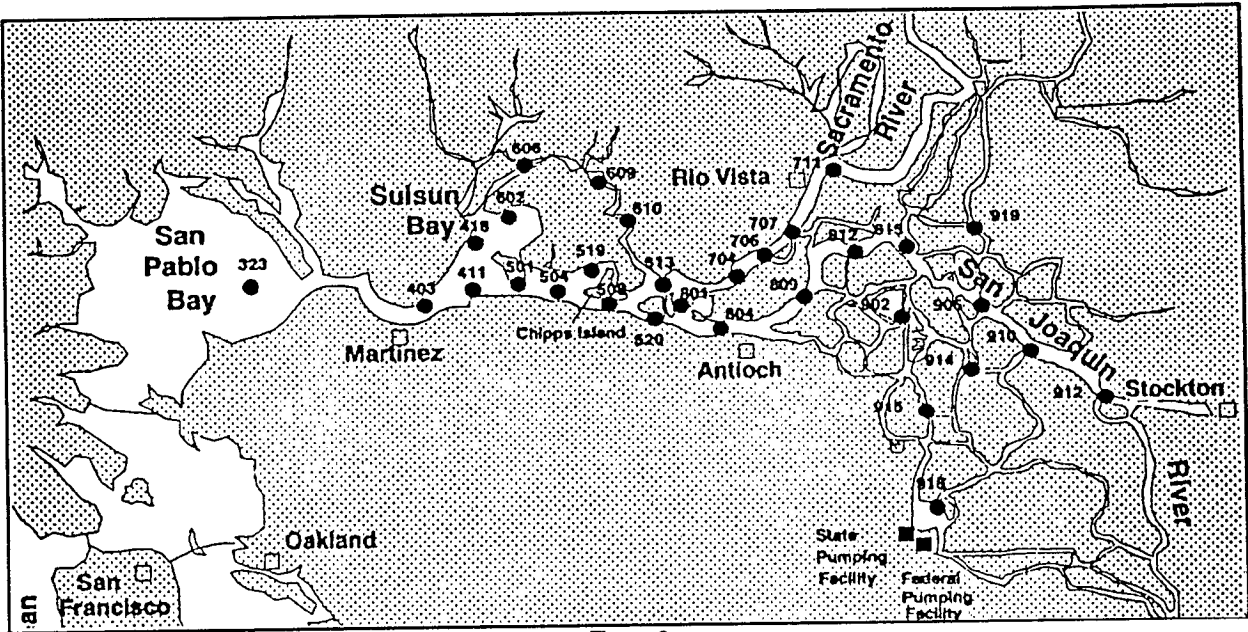 Sacramento
River
Rio Vista
711
606
609
602
610
Suisun
Bay
418
San
Pablo
Bay
323
403
411
501
504
519
508
Chipps Island
520
513
801
804
704
706
707
809
812
815
919
902
906
San
Joaquin
River
910
912
914
915
918
Martinez
Antioch
Stockton
State
Pumping
Facility
Federal
Pumping
Facility
Oakland
San
Francisco